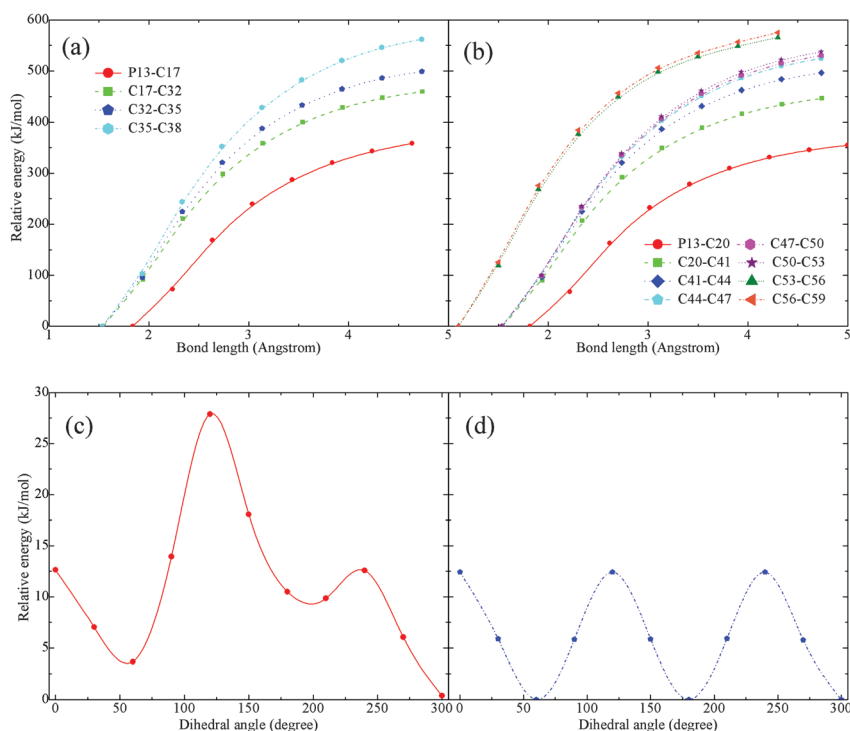 600
500
400
300
200
100
0
Relative energy (kJ/mol)
(a)
P13-C17
C17-C32
C32-C35
C35-C38
1
2
3
4
Bond length (Angstrom)
(b)
P13-C20
C20-C41
C41-C44
C44-C47
C47-C50
C50-C53
C53-C56
C56-C59
1
2
3
4
5
Bond length (Angstrom)
30
25
20
15
10
5
0
Relative energy (kJ/mol)
(c)
0
50
100
150
200
250
300
Dihedral angle (degree)
(d)
0
50
100
150
200
250
300
Dihedral angle (degree)